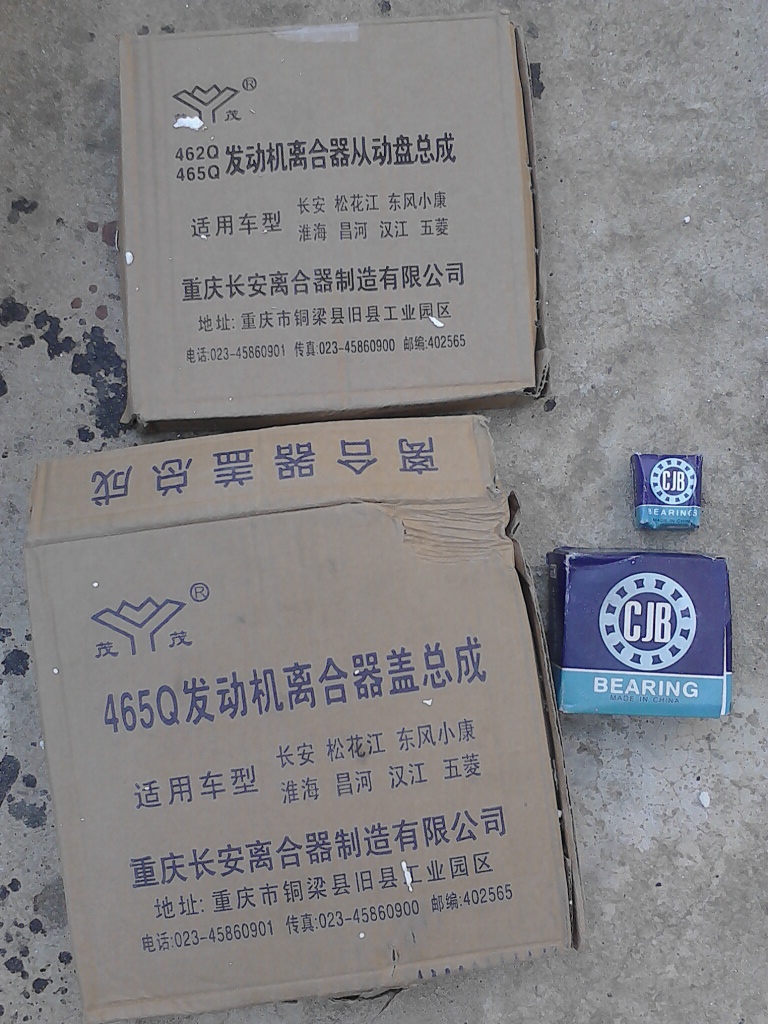 ®
茂
462Q
465Q 发动机离合器从动盘总成
适用车型 长安 松花江 东风小康
淮海 昌河 汉江 五菱
重庆长安离合器制造有限公司
地址: 重庆市铜梁县旧县工业园区
电话:023-45860901 传真:023-45860900 邮编:402565
离合器盖总成
®
茂 茂
465Q发动机离合器盖总成
适用车型 长安 松花江 东风小康
淮海 昌河 汉江 五菱
重庆长安离合器制造有限公司
地址: 重庆市铜梁县旧县工业园区
电话:023-45860901 传真:023-45860900 邮编:402565
CJB
BEARING
MADE IN CHINA
CJB
BEARING
MADE IN CHINA